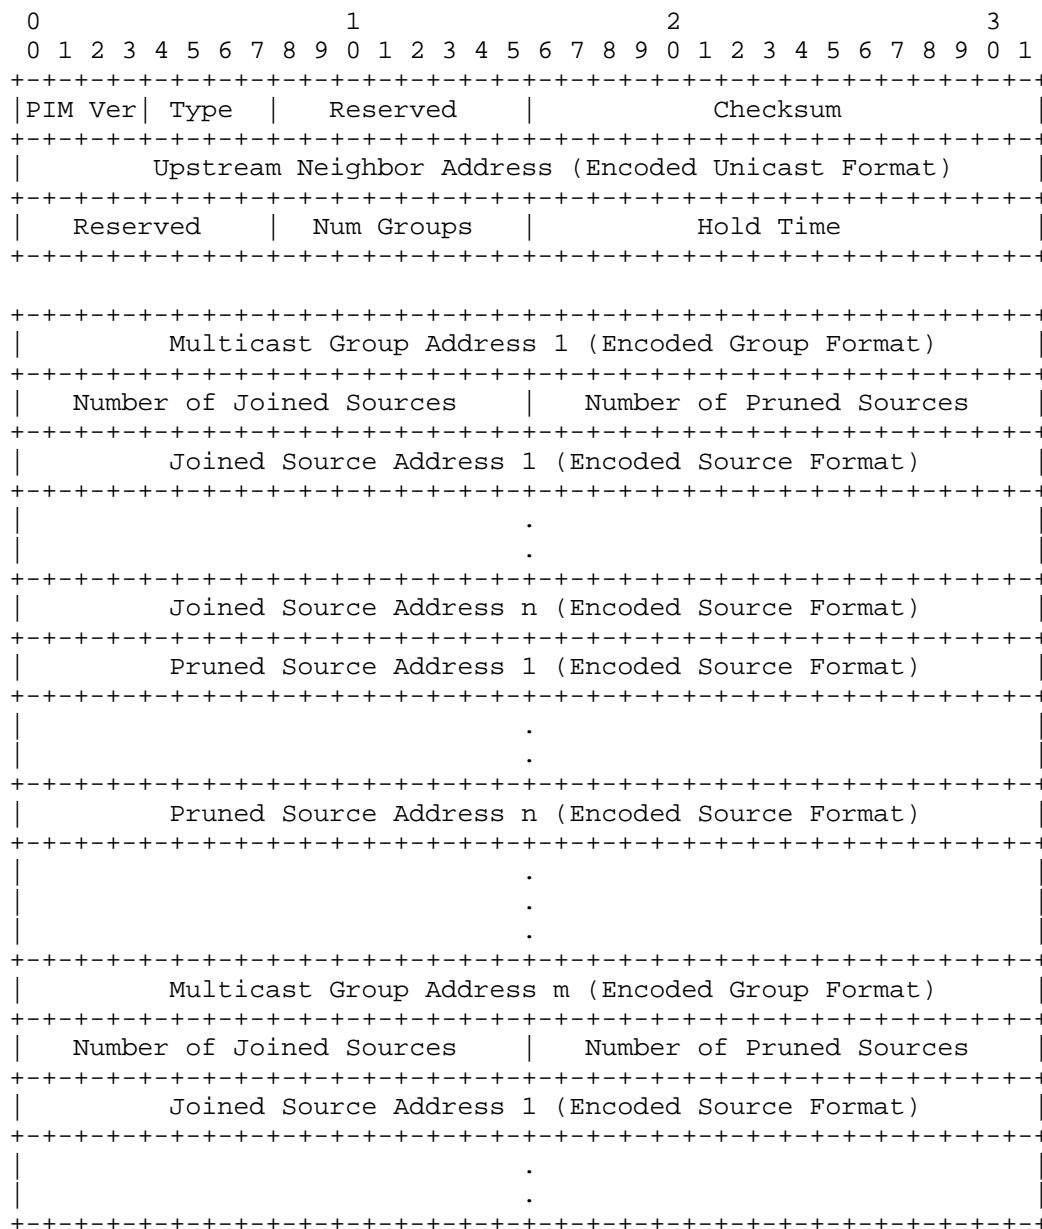 0                   1                   2                   3
 0 1 2 3 4 5 6 7 8 9 0 1 2 3 4 5 6 7 8 9 0 1 2 3 4 5 6 7 8 9 0 1
+-+-+-+-+-+-+-+-+-+-+-+-+-+-+-+-+-+-+-+-+-+-+-+-+-+-+-+-+-+-+-+-+
|PIM Ver| Type  |   Reserved    |           Checksum            |
+-+-+-+-+-+-+-+-+-+-+-+-+-+-+-+-+-+-+-+-+-+-+-+-+-+-+-+-+-+-+-+-+
|        Upstream Neighbor Address (Encoded Unicast Format)     |
+-+-+-+-+-+-+-+-+-+-+-+-+-+-+-+-+-+-+-+-+-+-+-+-+-+-+-+-+-+-+-+-+
|   Reserved    |  Num Groups   |          Hold Time            |
+-+-+-+-+-+-+-+-+-+-+-+-+-+-+-+-+-+-+-+-+-+-+-+-+-+-+-+-+-+-+-+-+

+-+-+-+-+-+-+-+-+-+-+-+-+-+-+-+-+-+-+-+-+-+-+-+-+-+-+-+-+-+-+-+-+
|         Multicast Group Address 1 (Encoded Group Format)      |
+-+-+-+-+-+-+-+-+-+-+-+-+-+-+-+-+-+-+-+-+-+-+-+-+-+-+-+-+-+-+-+-+
|   Number of Joined Sources    |   Number of Pruned Sources    |
+-+-+-+-+-+-+-+-+-+-+-+-+-+-+-+-+-+-+-+-+-+-+-+-+-+-+-+-+-+-+-+-+
|         Joined Source Address 1 (Encoded Source Format)       |
+-+-+-+-+-+-+-+-+-+-+-+-+-+-+-+-+-+-+-+-+-+-+-+-+-+-+-+-+-+-+-+-+
|                               .                               |
|                               .                               |
+-+-+-+-+-+-+-+-+-+-+-+-+-+-+-+-+-+-+-+-+-+-+-+-+-+-+-+-+-+-+-+-+
|         Joined Source Address n (Encoded Source Format)       |
+-+-+-+-+-+-+-+-+-+-+-+-+-+-+-+-+-+-+-+-+-+-+-+-+-+-+-+-+-+-+-+-+
|         Pruned Source Address 1 (Encoded Source Format)       |
+-+-+-+-+-+-+-+-+-+-+-+-+-+-+-+-+-+-+-+-+-+-+-+-+-+-+-+-+-+-+-+-+
|                               .                               |
|                               .                               |
+-+-+-+-+-+-+-+-+-+-+-+-+-+-+-+-+-+-+-+-+-+-+-+-+-+-+-+-+-+-+-+-+
|         Pruned Source Address n (Encoded Source Format)       |
+-+-+-+-+-+-+-+-+-+-+-+-+-+-+-+-+-+-+-+-+-+-+-+-+-+-+-+-+-+-+-+-+
|                               .                               |
|                               .                               |
|                               .                               |
+-+-+-+-+-+-+-+-+-+-+-+-+-+-+-+-+-+-+-+-+-+-+-+-+-+-+-+-+-+-+-+-+
|         Multicast Group Address m (Encoded Group Format)      |
+-+-+-+-+-+-+-+-+-+-+-+-+-+-+-+-+-+-+-+-+-+-+-+-+-+-+-+-+-+-+-+-+
|   Number of Joined Sources    |   Number of Pruned Sources    |
+-+-+-+-+-+-+-+-+-+-+-+-+-+-+-+-+-+-+-+-+-+-+-+-+-+-+-+-+-+-+-+-+
|         Joined Source Address 1 (Encoded Source Format)       |
+-+-+-+-+-+-+-+-+-+-+-+-+-+-+-+-+-+-+-+-+-+-+-+-+-+-+-+-+-+-+-+-+
|                               .                               |
|                               .                               |
+-+-+-+-+-+-+-+-+-+-+-+-+-+-+-+-+-+-+-+-+-+-+-+-+-+-+-+-+-+-+-+-+